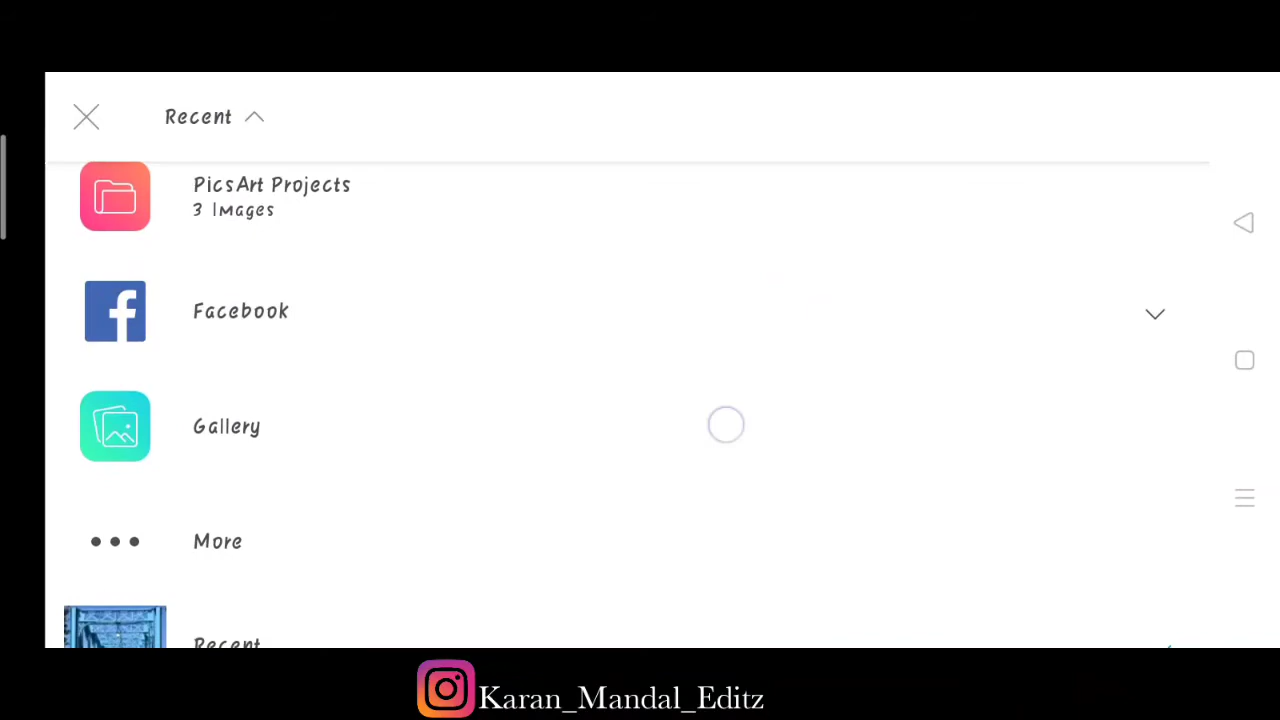 Recent
PicsArt Projects
3 Images
Facebook
Gallery
More
Recent
Karan_Mandal_Editz